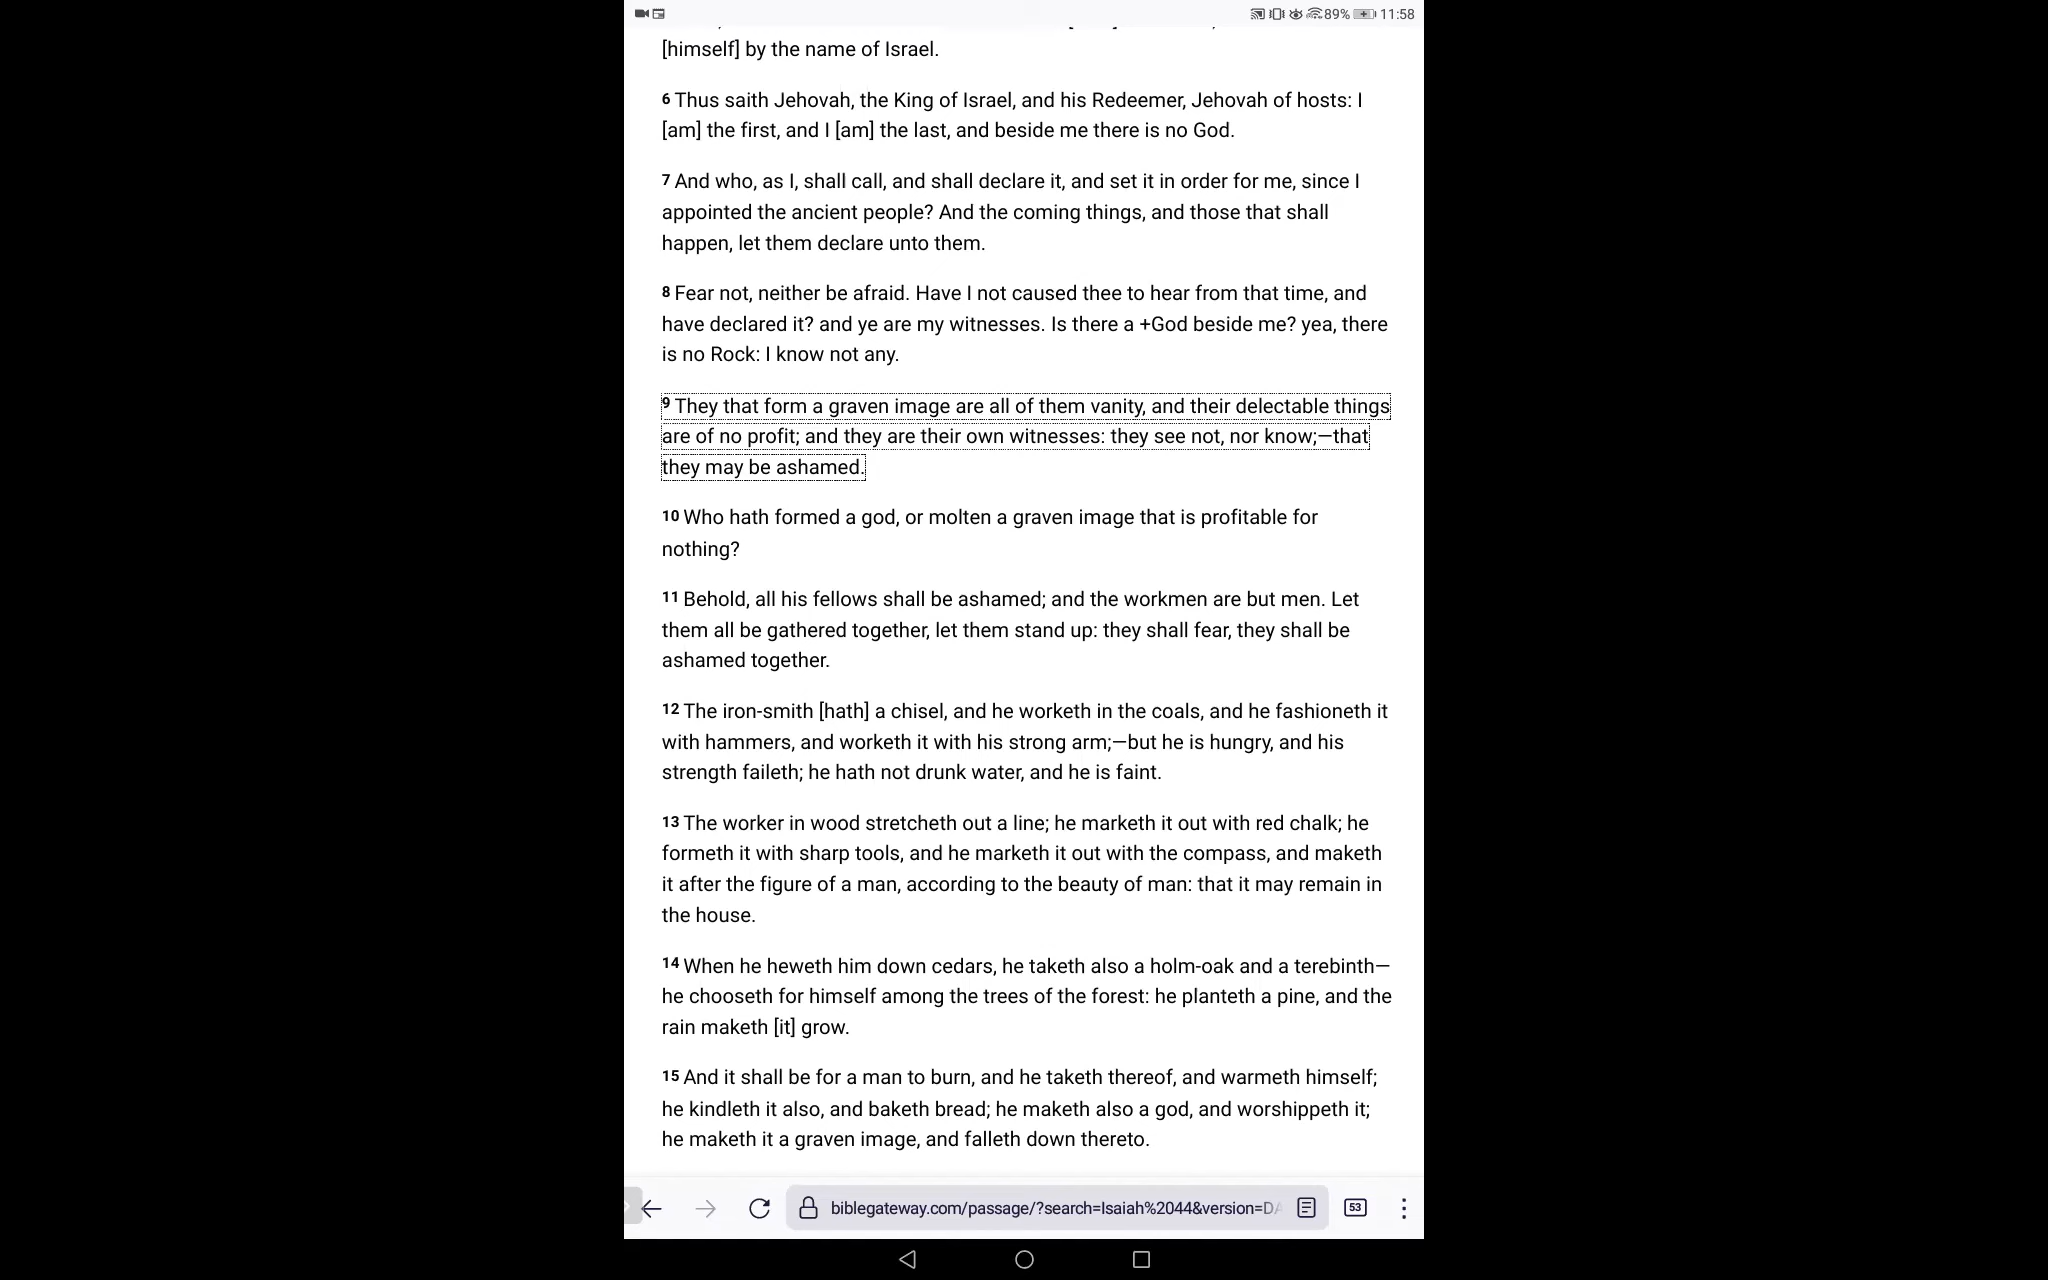 89% 11:58
[himself] by the name of Israel.
6 Thus saith Jehovah, the King of Israel, and his Redeemer, Jehovah of hosts: I
[am] the first, and I [am] the last, and beside me there is no God.
7 And who, as I, shall call, and shall declare it, and set it in order for me, since I
appointed the ancient people? And the coming things, and those that shall
happen, let them declare unto them.
8 Fear not, neither be afraid. Have I not caused thee to hear from that time, and
have declared it? and ye are my witnesses. Is there a +God beside me? yea, there
is no Rock: I know not any.
9 They that form a graven image are all of them vanity, and their delectable things
are of no profit; and they are their own witnesses: they see not, nor know;—that
they may be ashamed.
10 Who hath formed a god, or molten a graven image that is profitable for
nothing?
11 Behold, all his fellows shall be ashamed; and the workmen are but men. Let
them all be gathered together, let them stand up: they shall fear, they shall be
ashamed together.
12 The iron-smith [hath] a chisel, and he worketh in the coals, and he fashioneth it
with hammers, and worketh it with his strong arm;—but he is hungry, and his
strength faileth; he hath not drunk water, and he is faint.
13 The worker in wood stretcheth out a line; he marketh it out with red chalk; he
formeth it with sharp tools, and he marketh it out with the compass, and maketh
it after the figure of a man, according to the beauty of man: that it may remain in
the house.
14 When he heweth him down cedars, he taketh also a holm-oak and a terebinth—
he chooseth for himself among the trees of the forest: he planteth a pine, and the
rain maketh [it] grow.
15 And it shall be for a man to burn, and he taketh thereof, and warmeth himself;
he kindleth it also, and baketh bread; he maketh also a god, and worshippeth it;
he maketh it a graven image, and falleth down thereto.
biblegateway.com/passage/?search=Isaiah%2044&version=DA 53